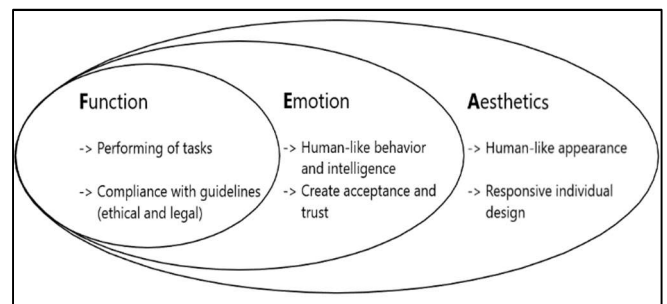 Function
-> Performing of tasks
-> Compliance with guidelines
(ethical and legal)
Emotion
-> Human-like behavior
and intelligence
-> Create acceptance and
trust
Aesthetics
-> Human-like appearance
-> Responsive individual
design